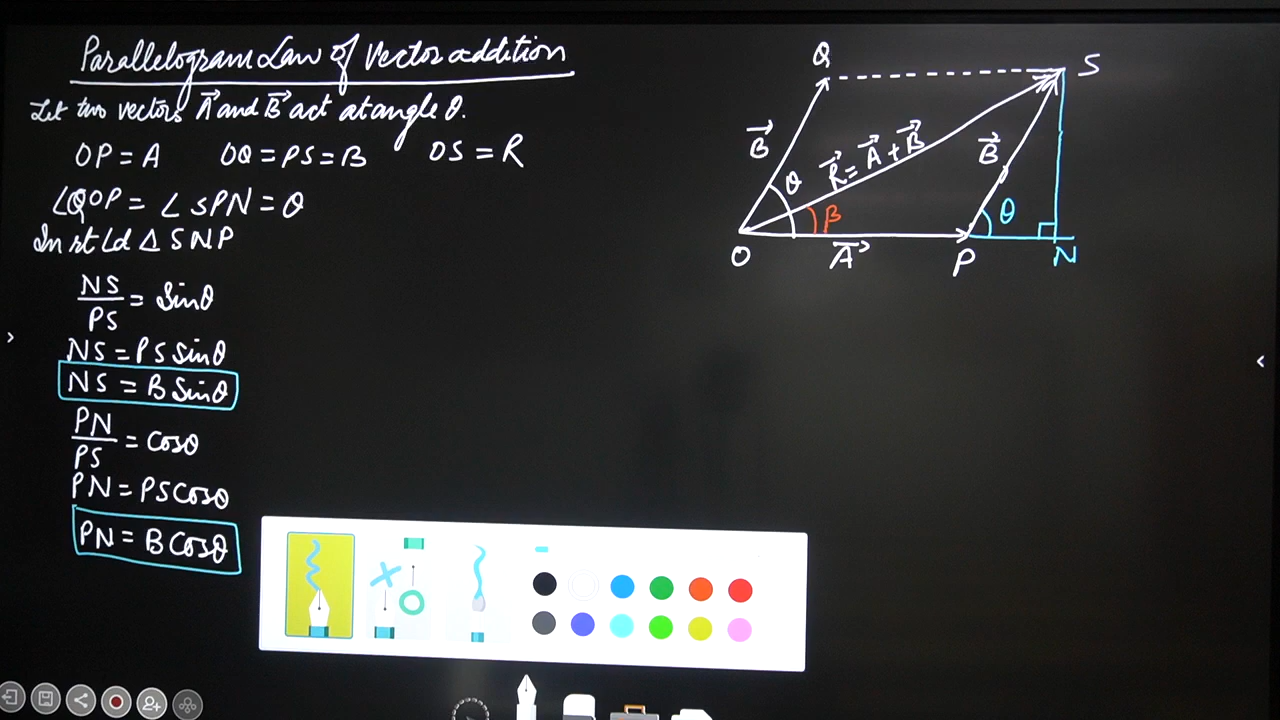 Parallelogram Law of Vector addition
Let two vectors A⃗ and B⃗ act at angle θ.
OP = A OQ = PS = B OS = R
∠QOP = ∠SPN = θ
In rt ∠d Δ SNP
NS/PS = Sinθ
NS = PS Sinθ
NS = B Sinθ
PN/PS = Cosθ
PN = PS Cosθ
PN = B Cosθ
Q S
B⃗ R⃗ = A⃗ + B⃗ B⃗
θ β θ
O A⃗ P N